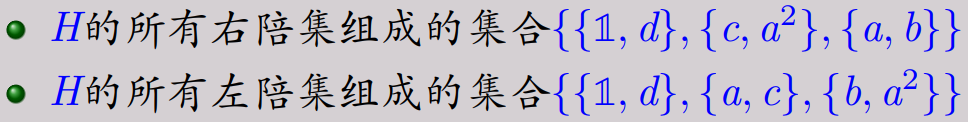 H的所有右陪集组成的集合{{𝟙, d}, {c, a²}, {a, b}}
H的所有左陪集组成的集合{{𝟙, d}, {a, c}, {b, a²}}